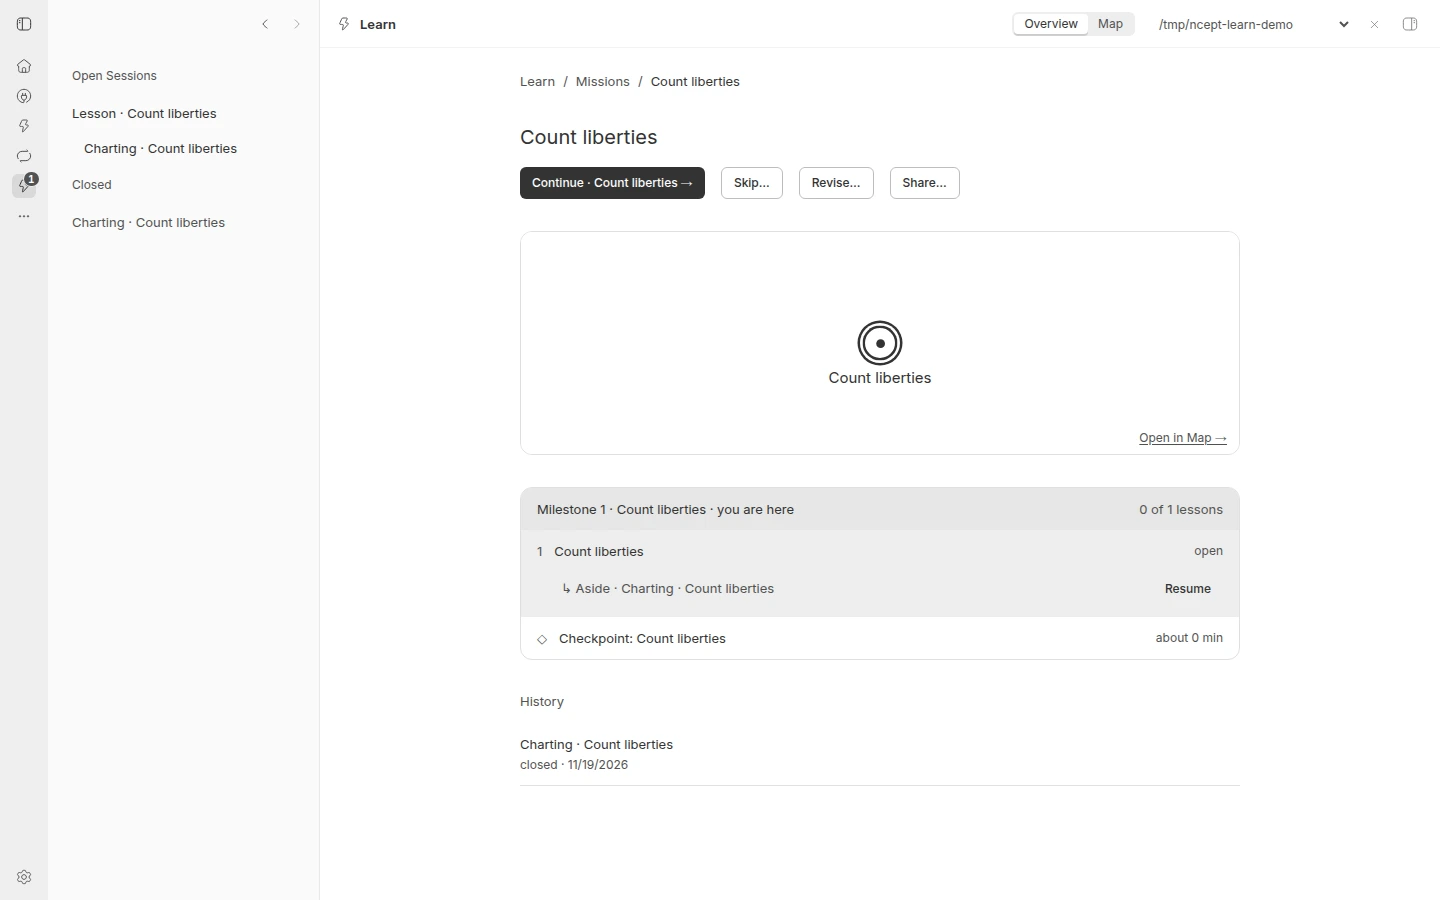 Learn
Overview
Map
/tmp/ncept-learn-demo
1
Open Sessions
Lesson · Count liberties
Charting · Count liberties
Closed
Charting · Count liberties
Learn / Missions / Count liberties
Count liberties
Continue · Count liberties →
Skip...
Revise...
Share...
Count liberties
Open in Map →
Milestone 1 · Count liberties · you are here
0 of 1 lessons
1 Count liberties
open
↳ Aside · Charting · Count liberties
Resume
◇ Checkpoint: Count liberties
about 0 min
History
Charting · Count liberties
closed · 11/19/2026